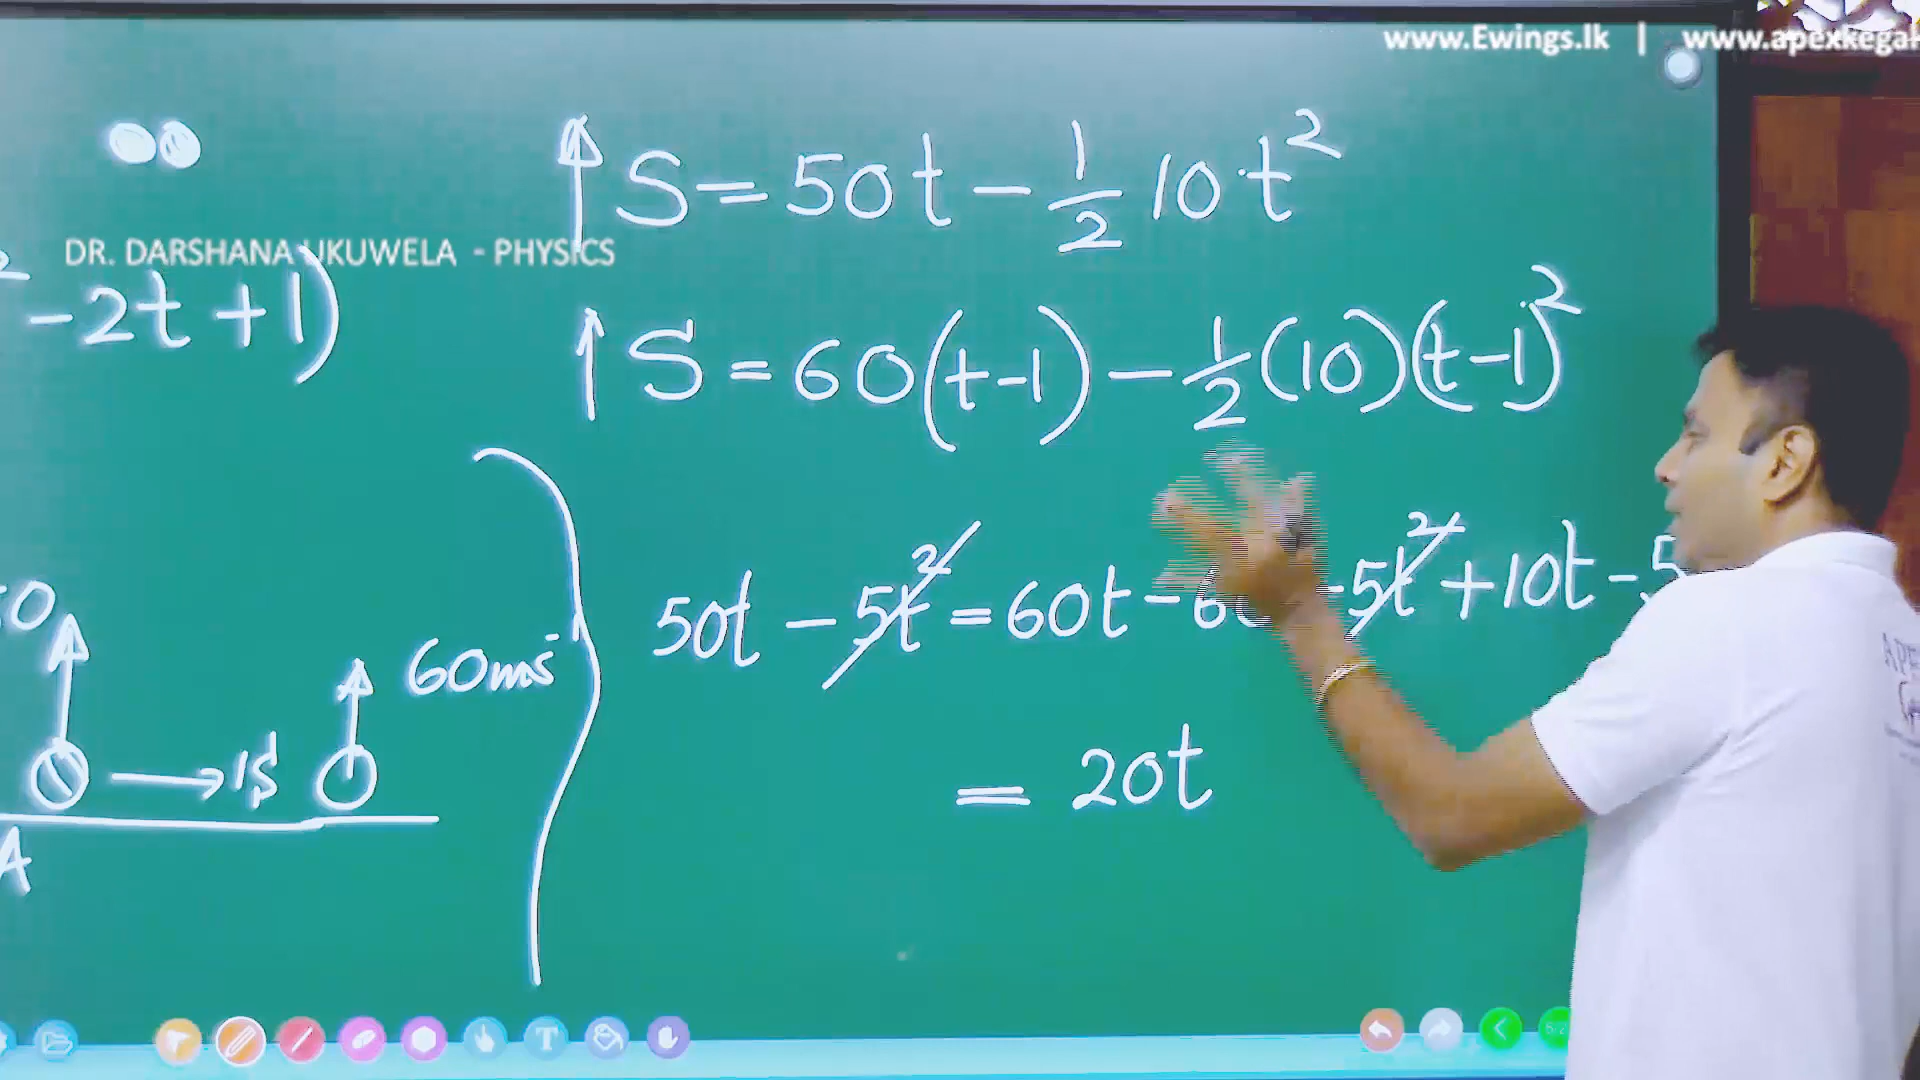 www.Ewings.lk | www.apexkegal
↑ S = 50t - 1/2 10t²
DR. DARSHANA UKUWELA - PHYSICS
-2t + 1)
↑ S = 60(t-1) - 1/2 (10)(t-1)²
50t - 5t² = 60t - 6 - 5t² + 10t - 5
60ms⁻
→ 1s
= 20t
A